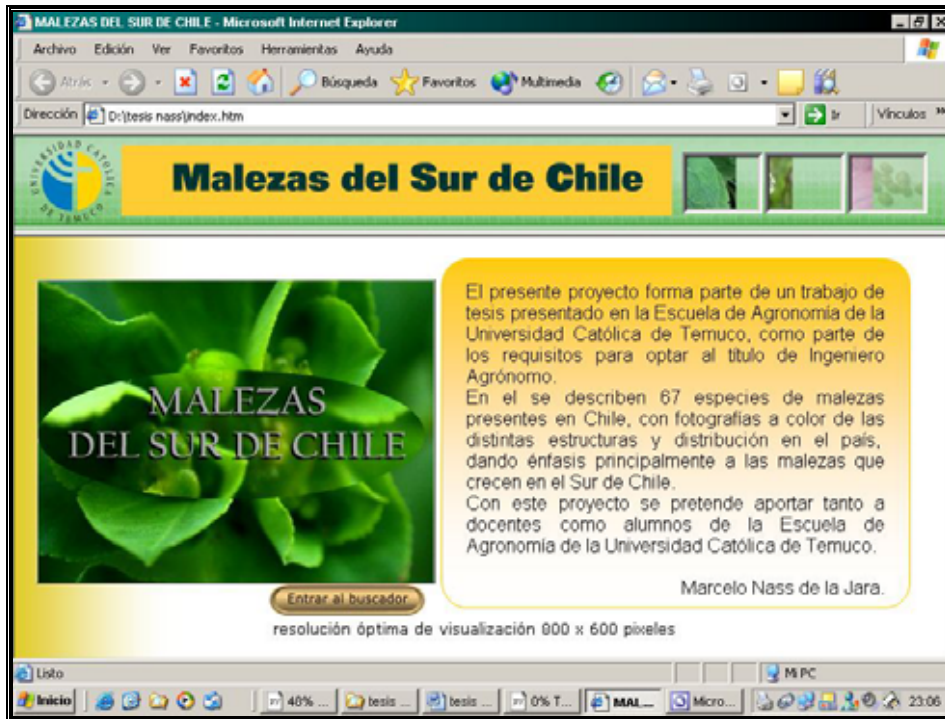 MALEZAS DEL SUR DE CHILE - Microsoft Internet Explorer
Archivo Edición Ver Favoritos Herramientas Ayuda
Atrás Búsqueda Favoritos Multimedia
Dirección D:\tesis nass\index.htm Ir Vínculos
UNIVERSIDAD CATOLICA DE TEMUCO
Malezas del Sur de Chile
MALEZAS
DEL SUR DE CHILE
El presente proyecto forma parte de un trabajo de
tesis presentado en la Escuela de Agronomía de la
Universidad Católica de Temuco, como parte de
los requisitos para optar al título de Ingeniero
Agrónomo.
En el se describen 67 especies de malezas
presentes en Chile, con fotografías a color de las
distintas estructuras y distribución en el país,
dando énfasis principalmente a las malezas que
crecen en el Sur de Chile.
Con este proyecto se pretende aportar tanto a
docentes como alumnos de la Escuela de
Agronomía de la Universidad Católica de Temuco.
Marcelo Nass de la Jara.
Entrar al buscador
resolución óptima de visualización 800 x 600 pixeles
Listo Mi PC
Inicio 48% ... tesis ... tesis ... 0% T... MAL... Micro... 23:06